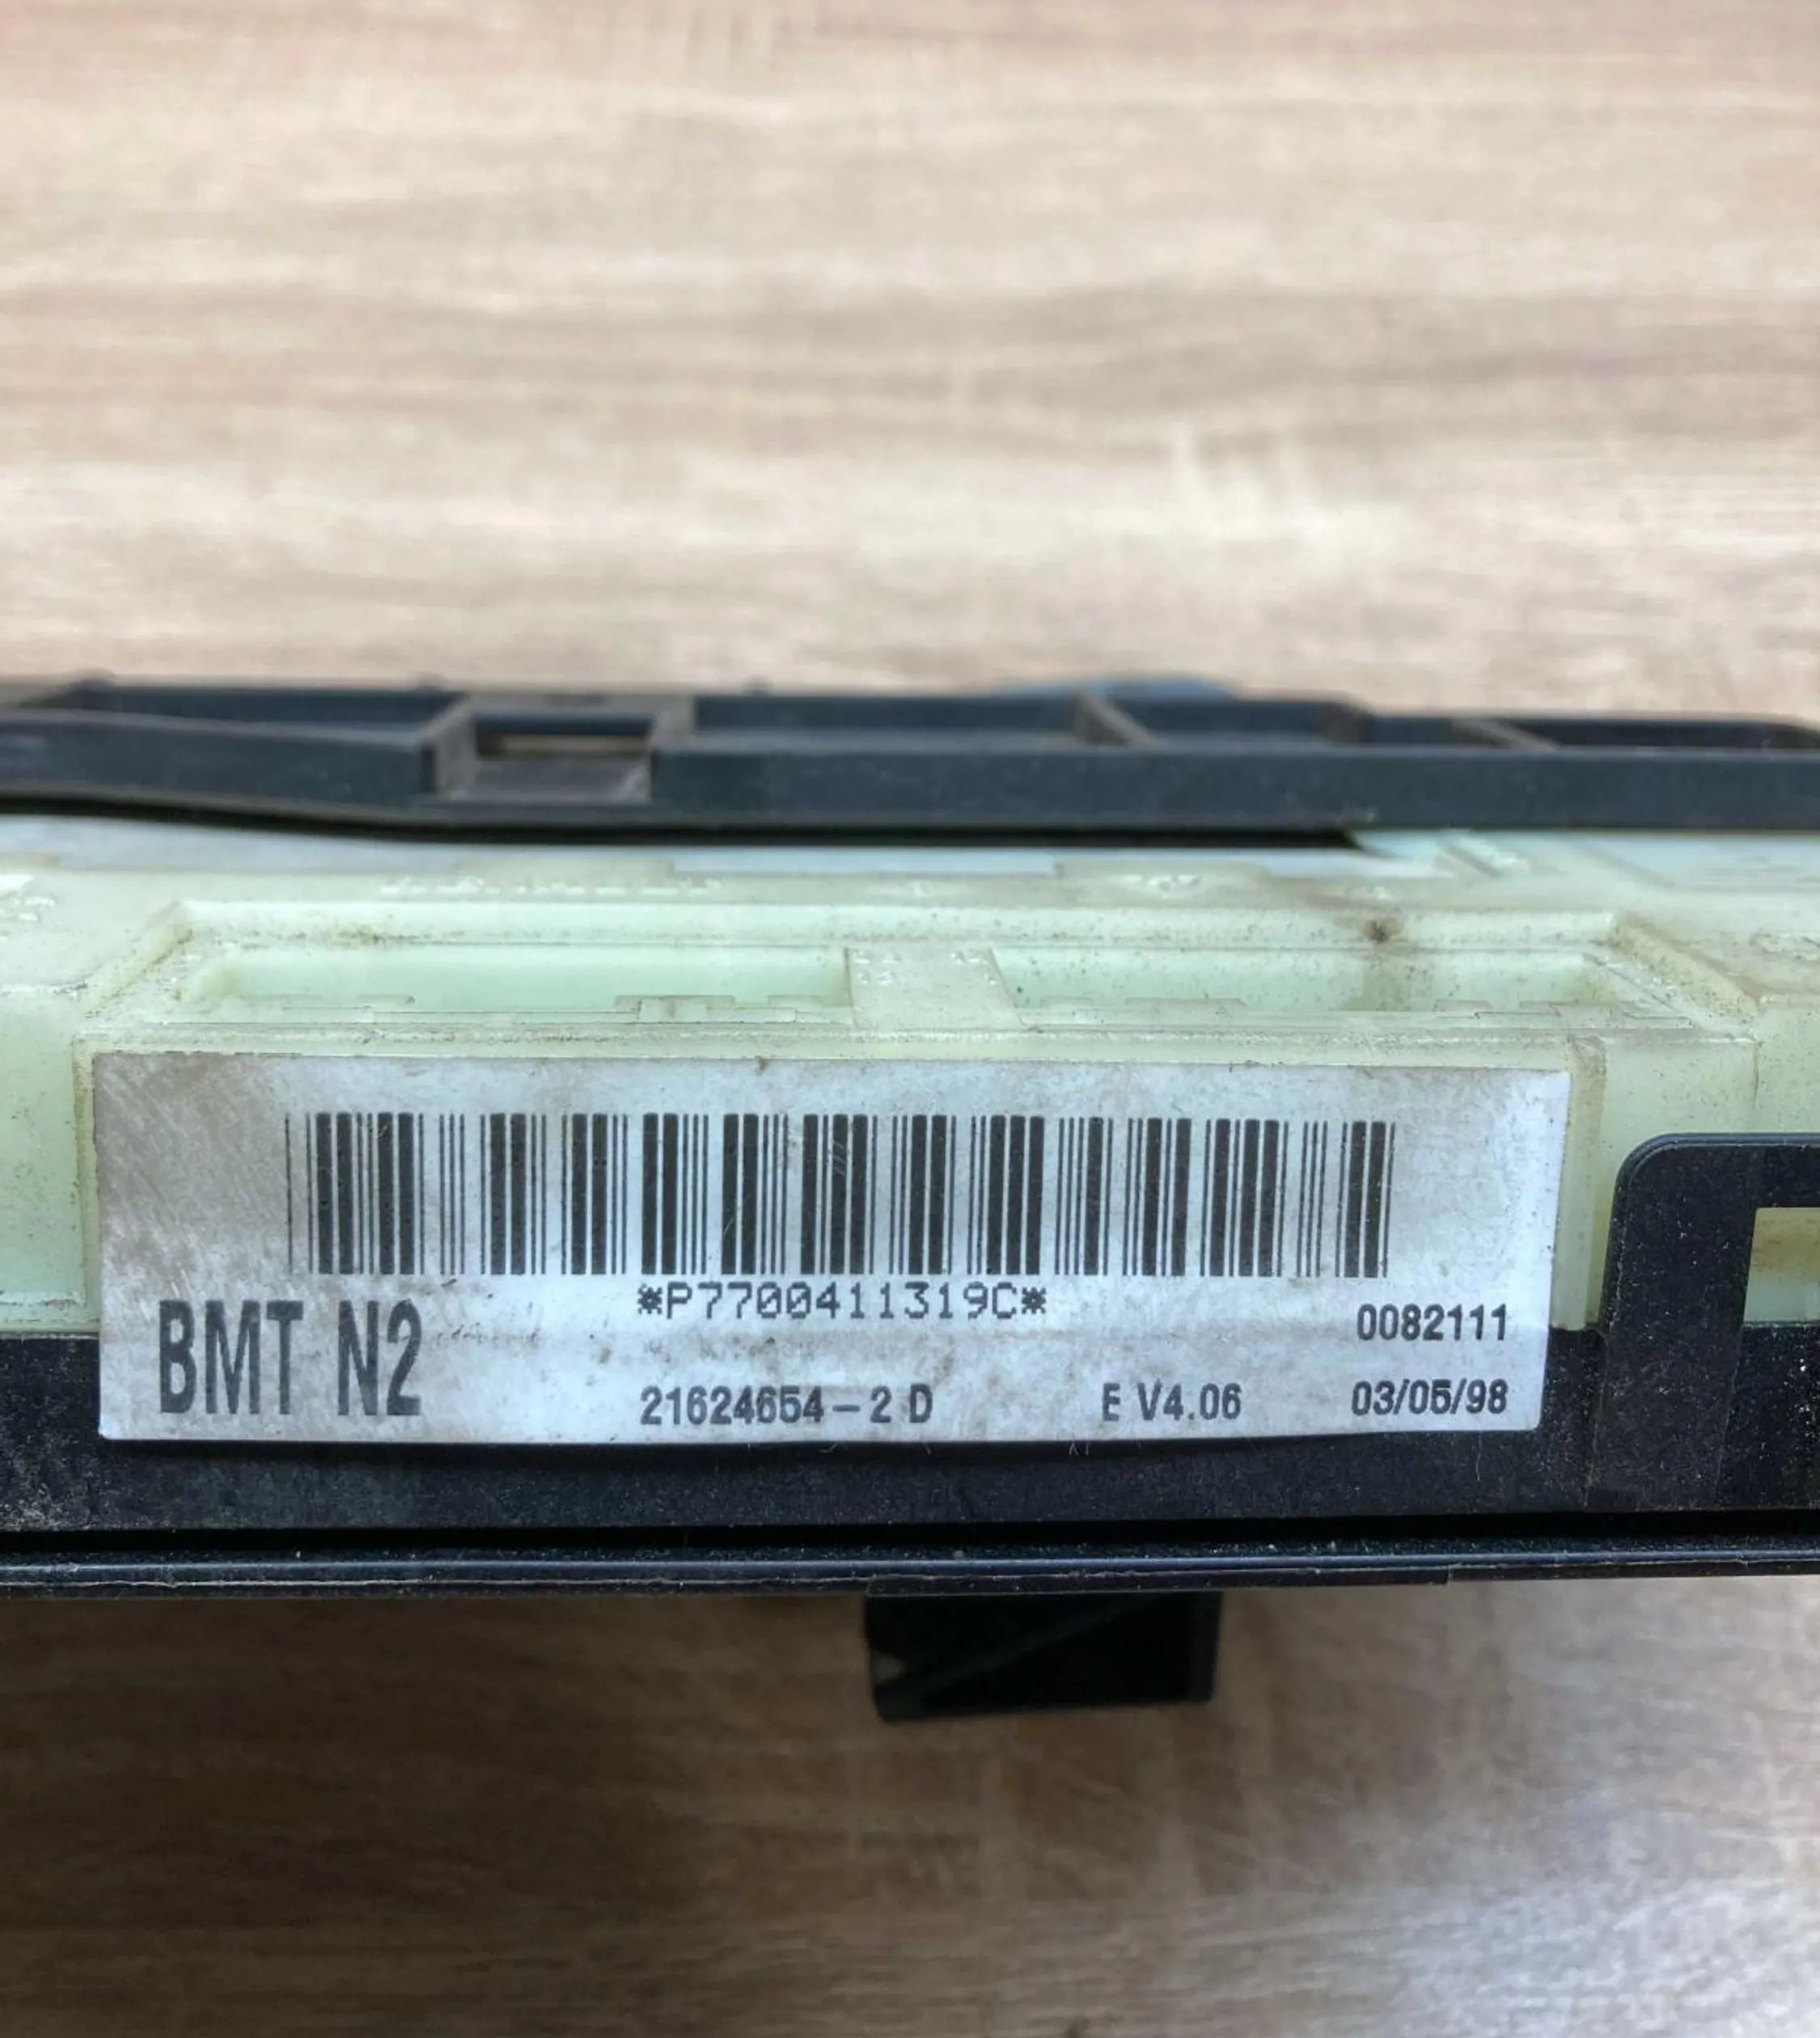 *P7700411319C*
BMT N2
0082111
21624654-2 D E V4.06 03/05/98